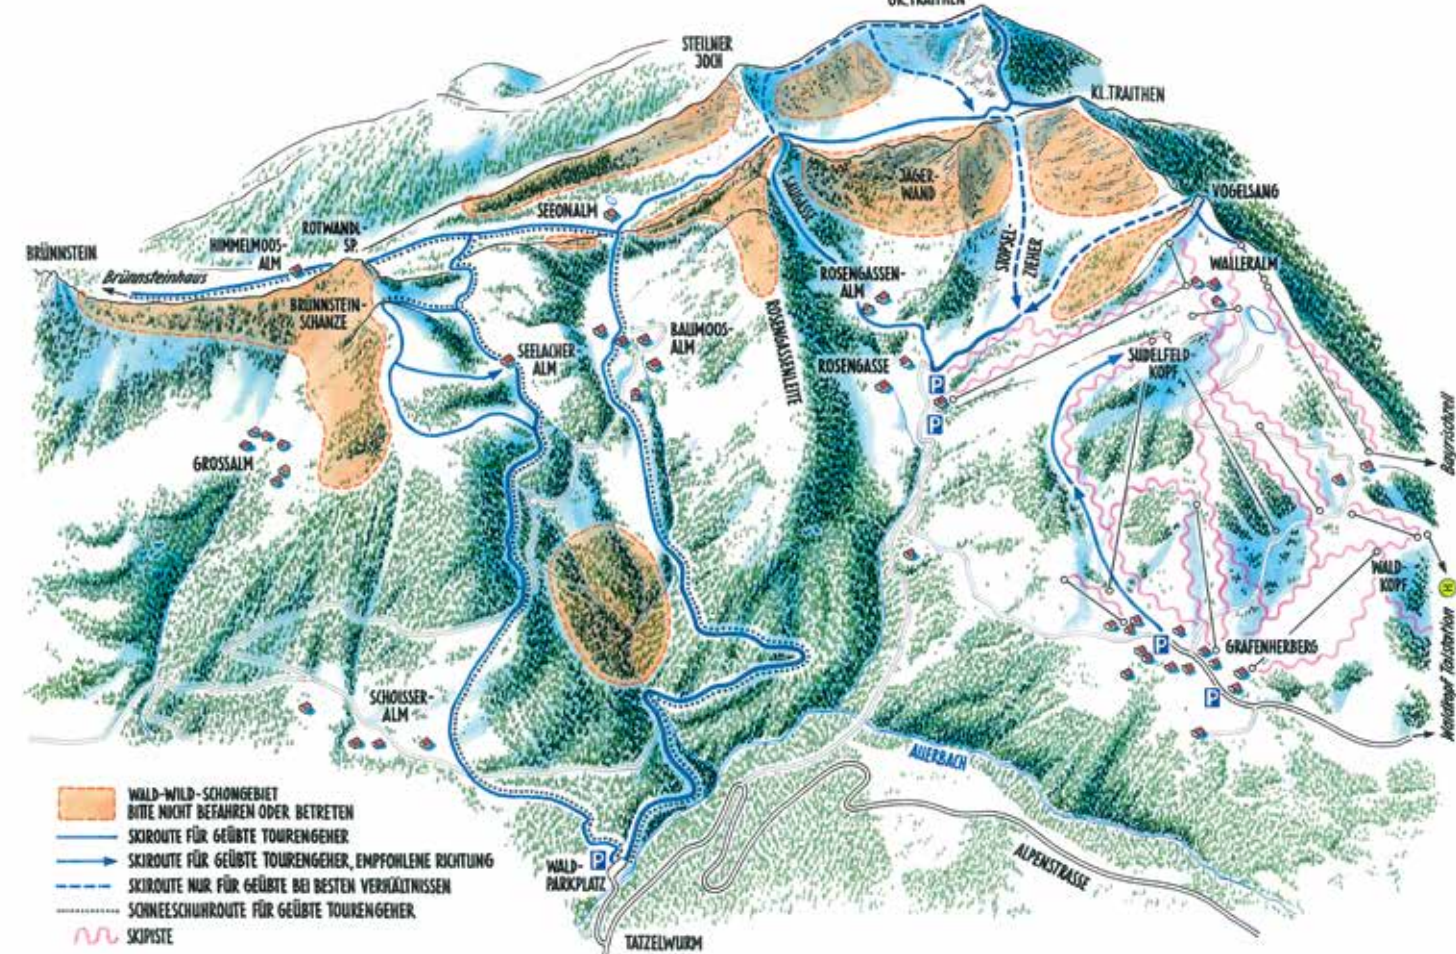 GR. TRAITHEN
STEILNER
JOCH
KL. TRAITHEN
JÄGER-
WAND
VOGELSANG
SAUGASSE
SEEONALM
ROTWANDL-
SP.
HIMMELMOOS-
ALM
BRÜNNSTEIN
Brünnsteinhaus
BRÜNNSTEIN-
SCHANZE
STOPSEL-
ZIEHER
WALLERALM
ROSENGASSEN-
ALM
ROSENGASSENLEITE
BAUMOOS-
ALM
SEELACHER
ALM
ROSENGASSE
P
P
SUDELFELD
KOPF
GROSSALM
WALD-
KOPF
H
GRAFENHERBERG
P
P
SCHOISSER-
ALM
AUERBACH
ALPENSTRASSE
WALD-
PARKPLATZ
P
TATZELWURM
WALD-WILD-SCHONGEBIET
BITTE NICHT BEFAHREN ODER BETRETEN
SKIROUTE FÜR GEÜBTE TOURENGEHER
SKIROUTE FÜR GEÜBTE TOURENGEHER, EMPFOHLENE RICHTUNG
SKIROUTE NUR FÜR GEÜBTE BEI BESTEN VERHÄLTNISSEN
SCHNEESCHUHROUTE FÜR GEÜBTE TOURENGEHER
SKIPISTE